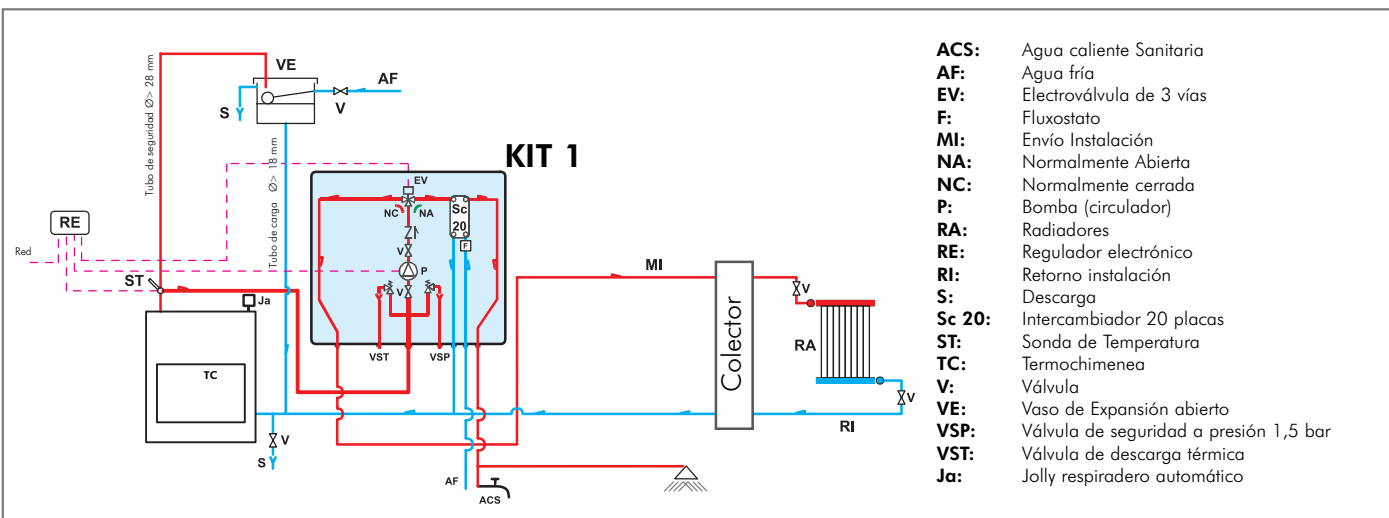 VE
AF
S
V
Tubo de seguridad Ø> 28 mm
Tubo de carga Ø> 18 mm
KIT 1
EV
NC
NA
Sc
20
F
V
P
V
RE
Red
ST
Ja
TC
VST
VSP
MI
Colector
V
RA
V
RI
V
S
AF
ACS
ACS: Agua caliente Sanitaria
AF: Agua fría
EV: Electroválvula de 3 vías
F: Fluxostato
MI: Envío Instalación
NA: Normalmente Abierta
NC: Normalmente cerrada
P: Bomba (circulador)
RA: Radiadores
RE: Regulador electrónico
RI: Retorno instalación
S: Descarga
Sc 20: Intercambiador 20 placas
ST: Sonda de Temperatura
TC: Termochimenea
V: Válvula
VE: Vaso de Expansión abierto
VSP: Válvula de seguridad a presión 1,5 bar
VST: Válvula de descarga térmica
Ja: Jolly respiradero automático